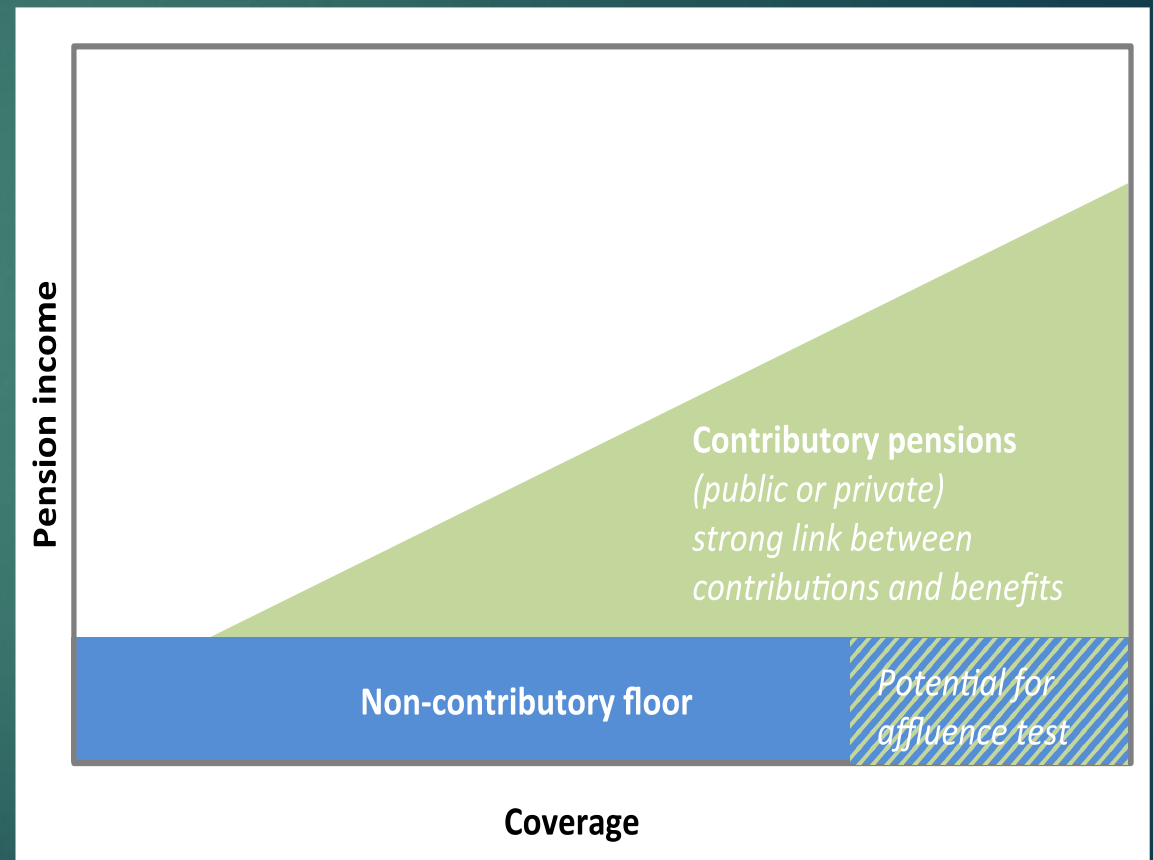 Pension income
Contributory pensions
(public or private)
strong link between
contributions and benefits
Non-contributory floor
Potential for
affluence test
Coverage